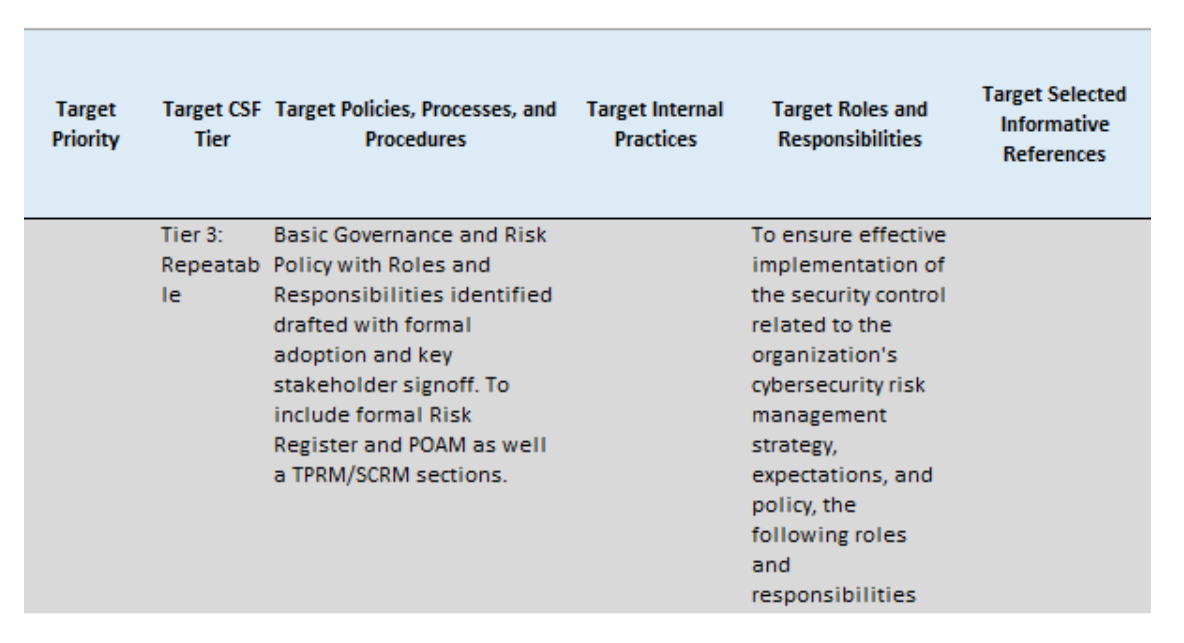 Target Priority
Target CSF Tier
Target Policies, Processes, and Procedures
Target Internal Practices
Target Roles and Responsibilities
Target Selected Informative References
Tier 3:
Repeatab
le
Basic Governance and Risk
Policy with Roles and
Responsibilities identified
drafted with formal
adoption and key
stakeholder signoff. To
include formal Risk
Register and POAM as well
a TPRM/SCRM sections.
To ensure effective
implementation of
the security control
related to the
organization's
cybersecurity risk
management
strategy,
expectations, and
policy, the
following roles
and
responsibilities